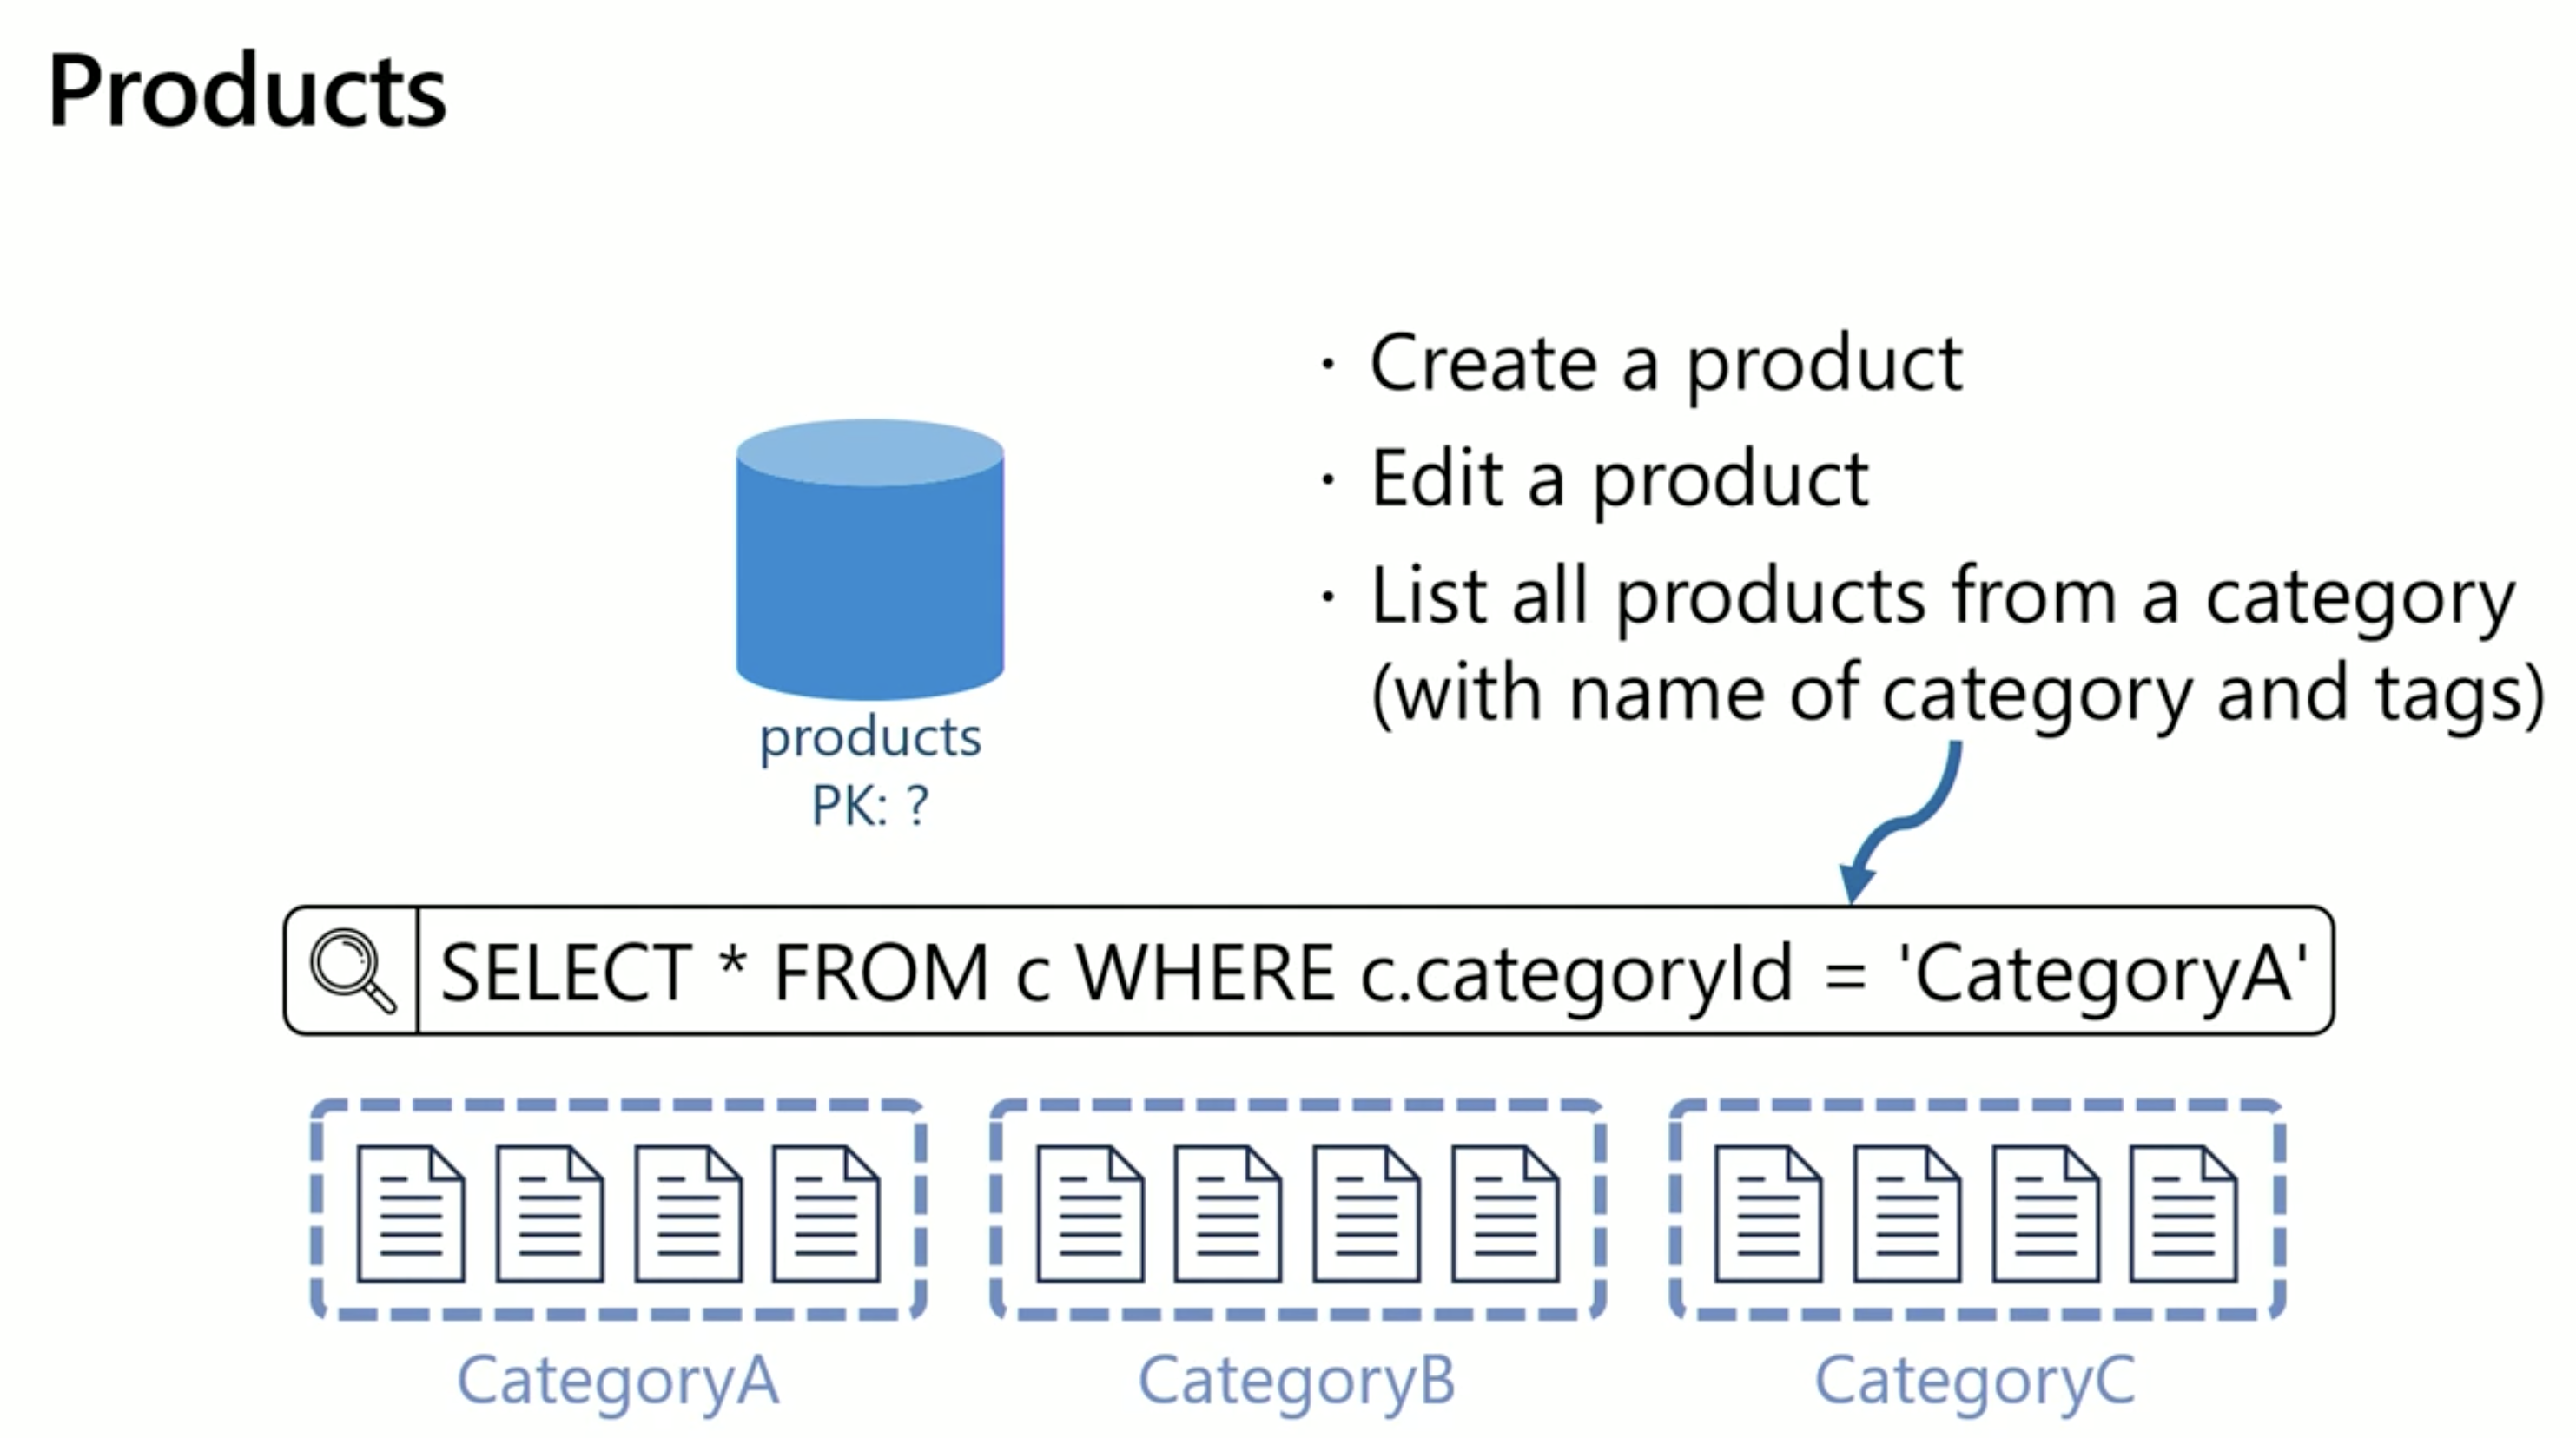 Products
· Create a product
· Edit a product
· List all products from a category
(with name of category and tags)
products
PK: ?
SELECT * FROM c WHERE c.categoryId = 'CategoryA'
CategoryA
CategoryB
CategoryC